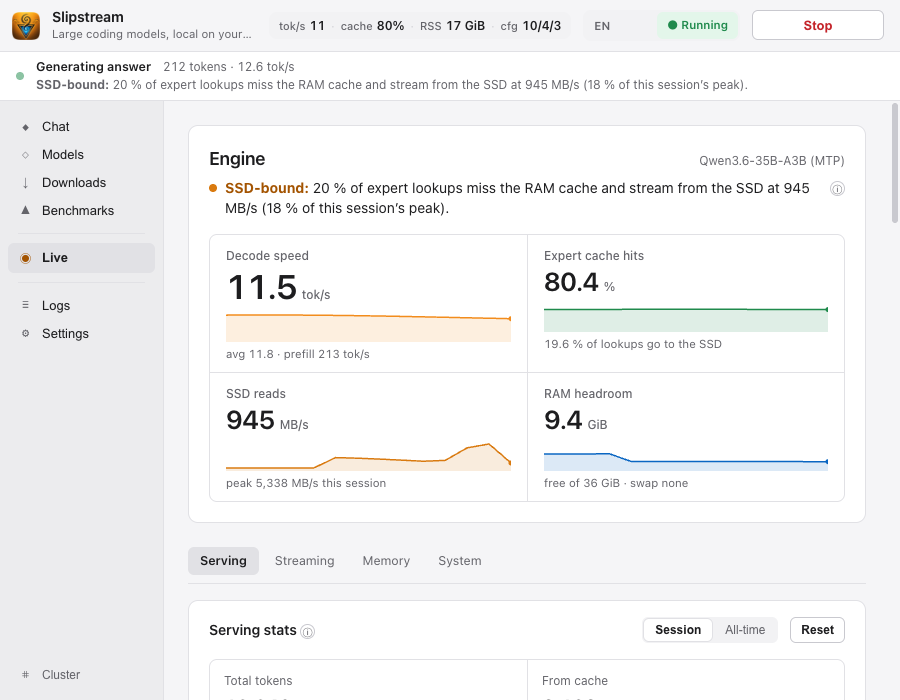 Slipstream
Large coding models, local on your…
tok/s 11 · cache 80% · RSS 17 GiB · cfg 10/4/3
EN
Running
Stop
Generating answer 212 tokens · 12.6 tok/s
SSD-bound: 20 % of expert lookups miss the RAM cache and stream from the SSD at 945 MB/s (18 % of this session's peak).
Chat
Models
Downloads
Benchmarks
Live
Logs
Settings
Cluster
Engine
Qwen3.6-35B-A3B (MTP)
SSD-bound: 20 % of expert lookups miss the RAM cache and stream from the SSD at 945
MB/s (18 % of this session's peak).
Decode speed
11.5 tok/s
avg 11.8 · prefill 213 tok/s
Expert cache hits
80.4 %
19.6 % of lookups go to the SSD
SSD reads
945 MB/s
peak 5,338 MB/s this session
RAM headroom
9.4 GiB
free of 36 GiB · swap none
Serving
Streaming
Memory
System
Serving stats
Session
All-time
Reset
Total tokens
From cache